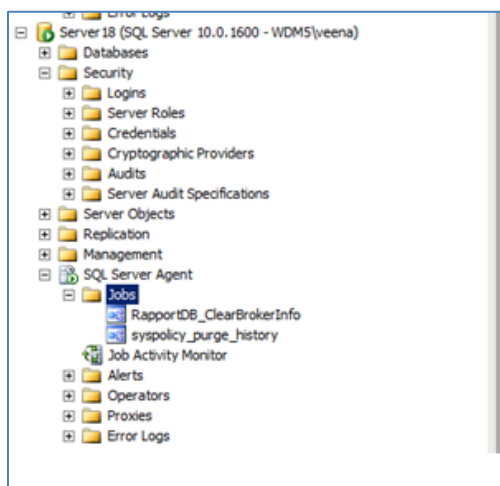 Error Logs
Server18 (SQL Server 10.0.1600 - WDM5\veena)
Databases
Security
Logins
Server Roles
Credentials
Cryptographic Providers
Audits
Server Audit Specifications
Server Objects
Replication
Management
SQL Server Agent
Jobs
RapportDB_ClearBrokerInfo
syspolicy_purge_history
Job Activity Monitor
Alerts
Operators
Proxies
Error Logs